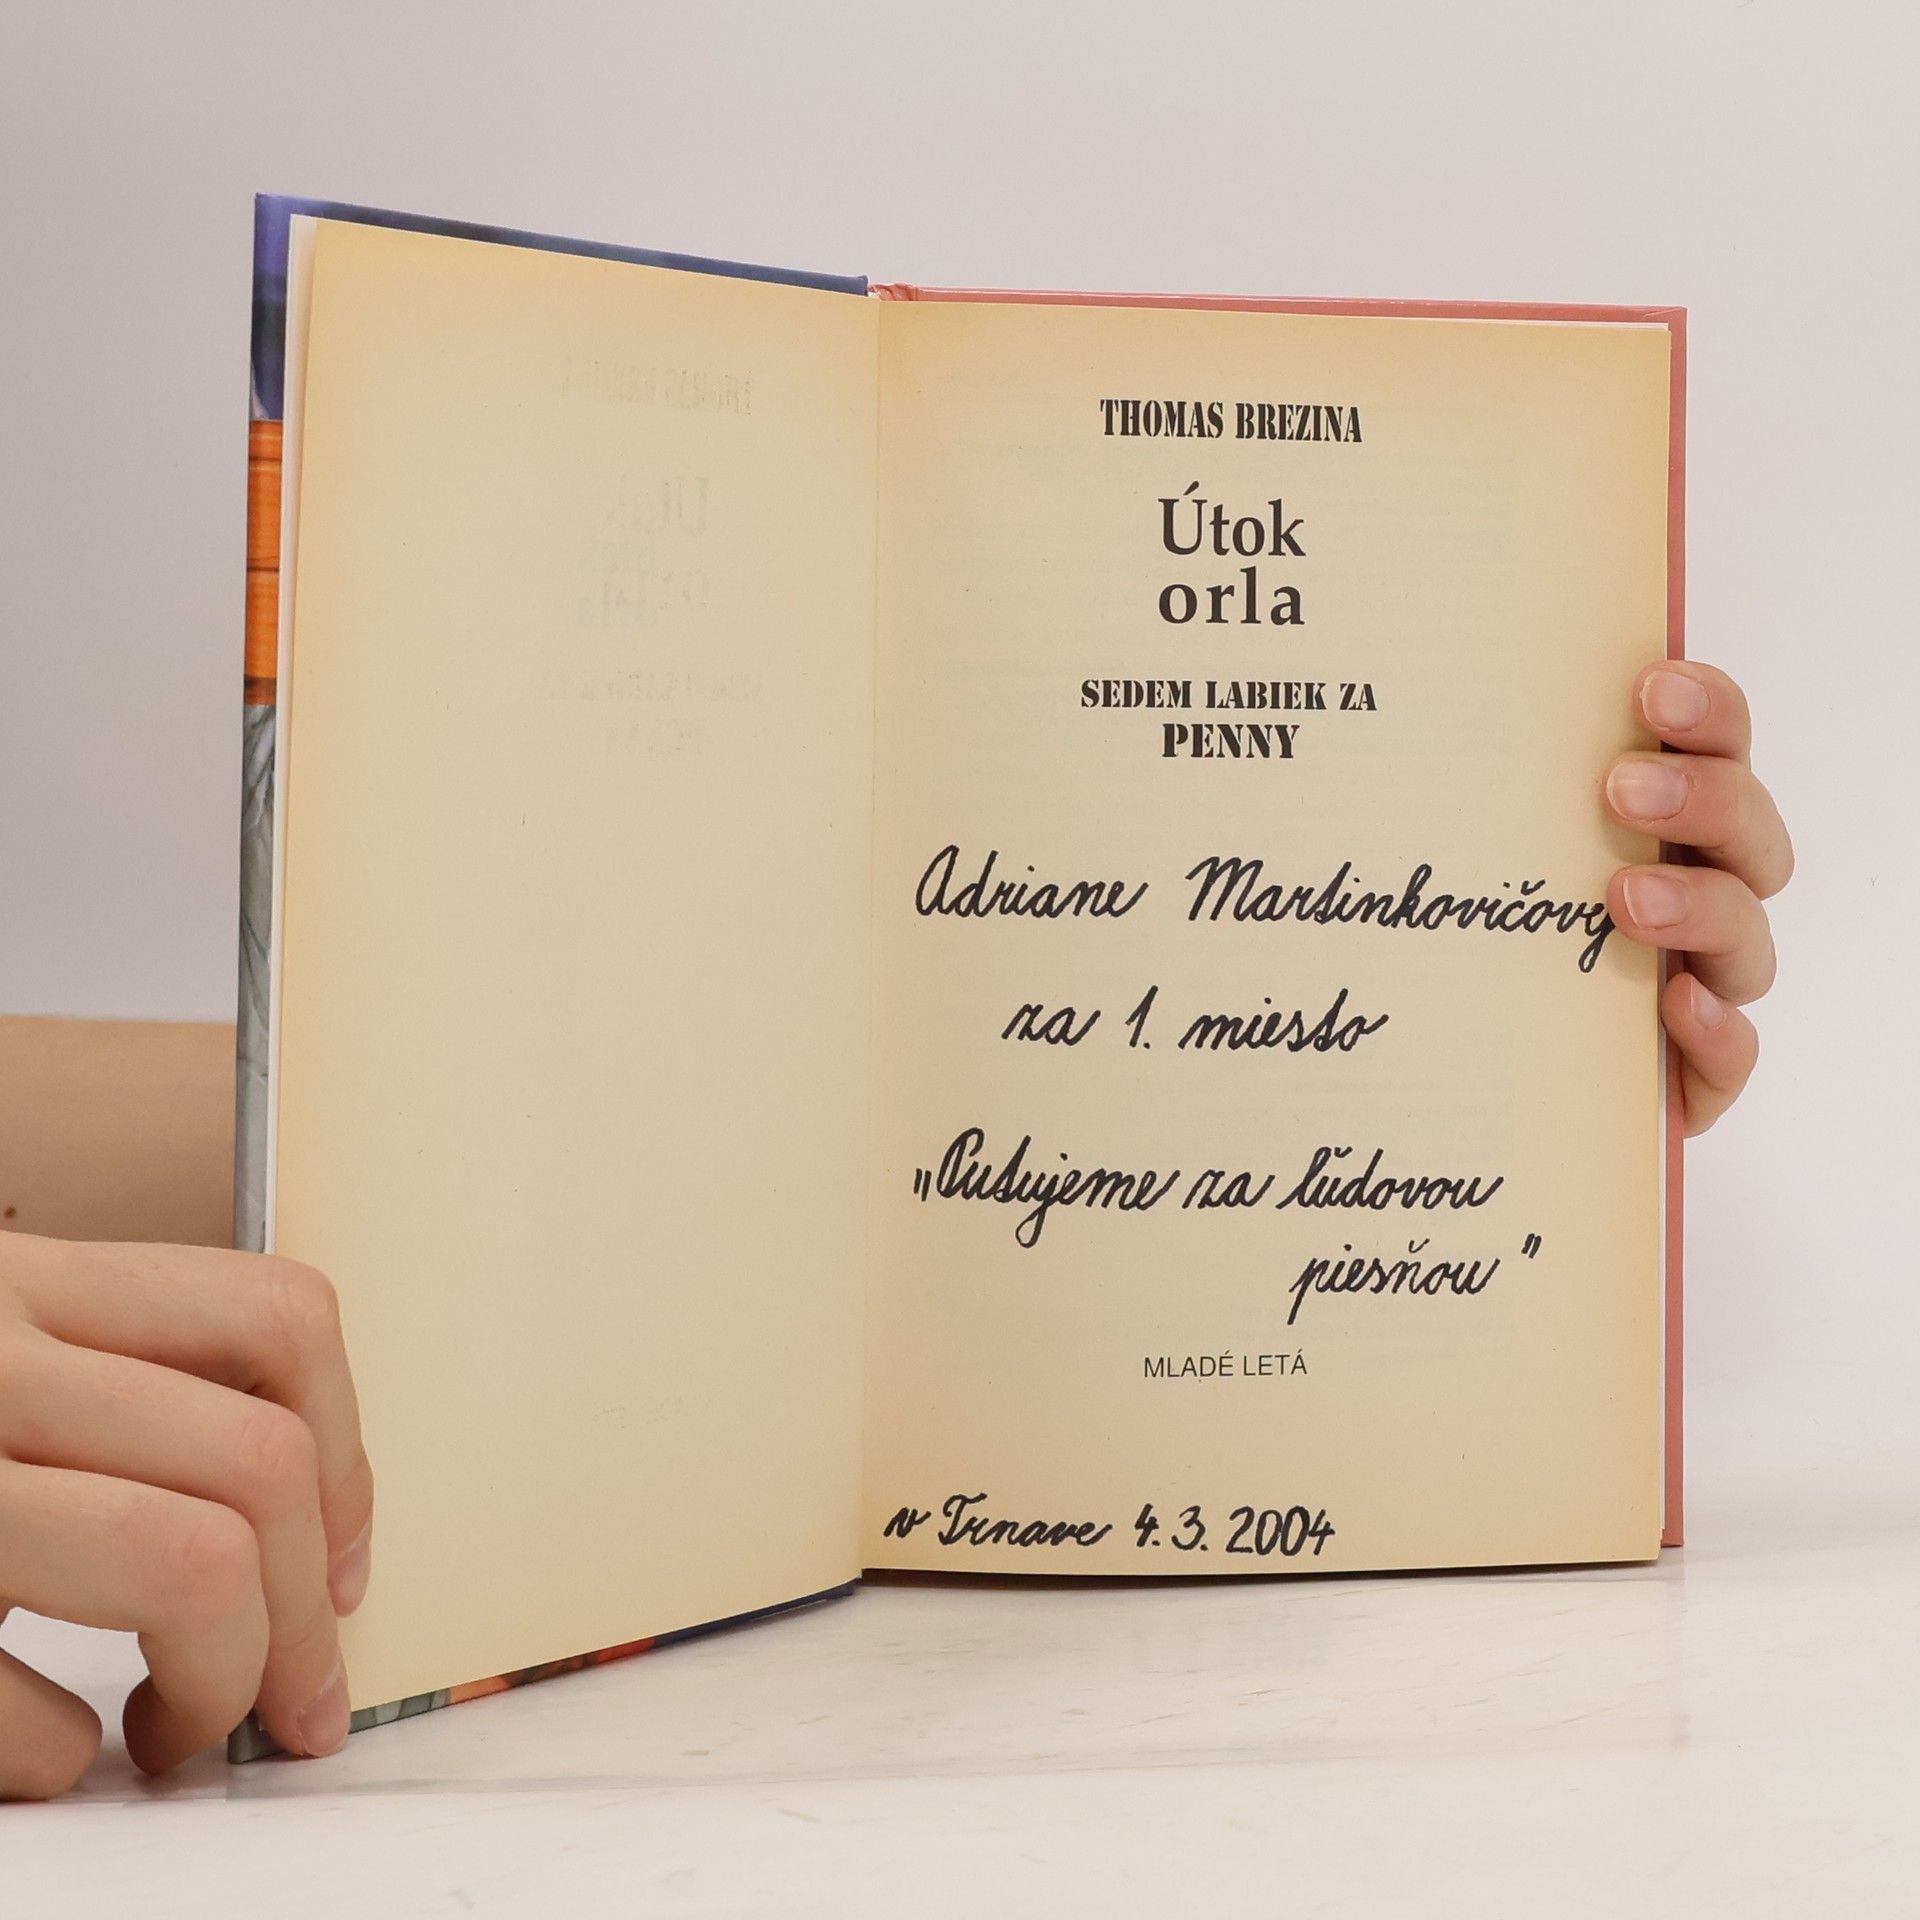 THOMAS BREZINA
Útok
orla
SEDEM LABIEK ZA
PENNY
Adriane Martinkovičovej
za 1. miesto
„Putujeme za ľudovou
piesňou"
MLADÉ LETÁ
v Trnave 4.3. 2004